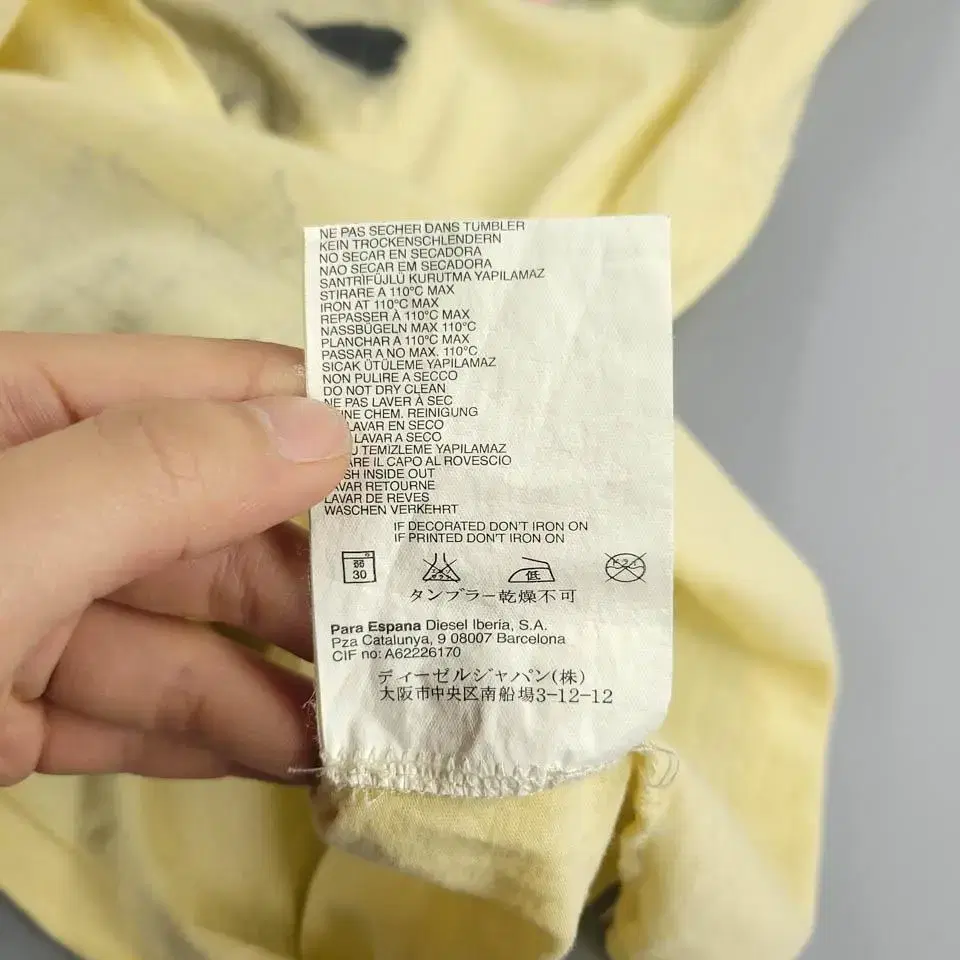 NE PAS SECHER DANS TUMBLER
KEIN TROCKENSCHLENDERN
NO SECAR EN SECADORA
NAO SECAR EM SECADORA
SANTRİFÜJLÜ KURUTMA YAPILAMAZ
STIRARE A 110°C MAX
IRON AT 110°C MAX
REPASSER À 110°C MAX
NASSBÜGELN MAX 110°C
PLANCHAR A 110°C MAX
PASSAR A NO MAX. 110°C
SICAK ÜTÜLEME YAPILAMAZ
NON PULIRE A SECCO
DO NOT DRY CLEAN
NE PAS LAVER À SEC
CHEM. REINIGUNG
LAVAR EN SECO
LAVAR A SECO
TEMİZLEME YAPILAMAZ
IL CAPO AL ROVESCIO
INSIDE OUT
RETOURNE
LAVAR DE REVES
WASCHEN VERKEHRT
IF DECORATED DON'T IRON ON
IF PRINTED DON'T IRON ON
弱
30
低
タンブラー乾燥不可
Para Espana Diesel Iberia, S.A.
Pza Catalunya, 9 08007 Barcelona
CIF no: A62226170
ディーゼルジャパン(株)
大阪市中央区南船場3-12-12